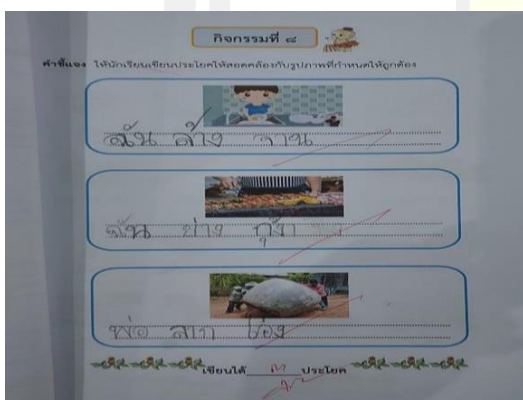 กิจกรรมที่ ๘
คำชี้แจง ให้นักเรียนเขียนประโยคให้สอดคล้องกับรูปภาพที่กำหนดให้ถูกต้อง
ฉัน ล้าง จาน
ฉัน ย่าง กุ้ง
พ่อ ลาก
เขียนได้ ๓ ประโยค